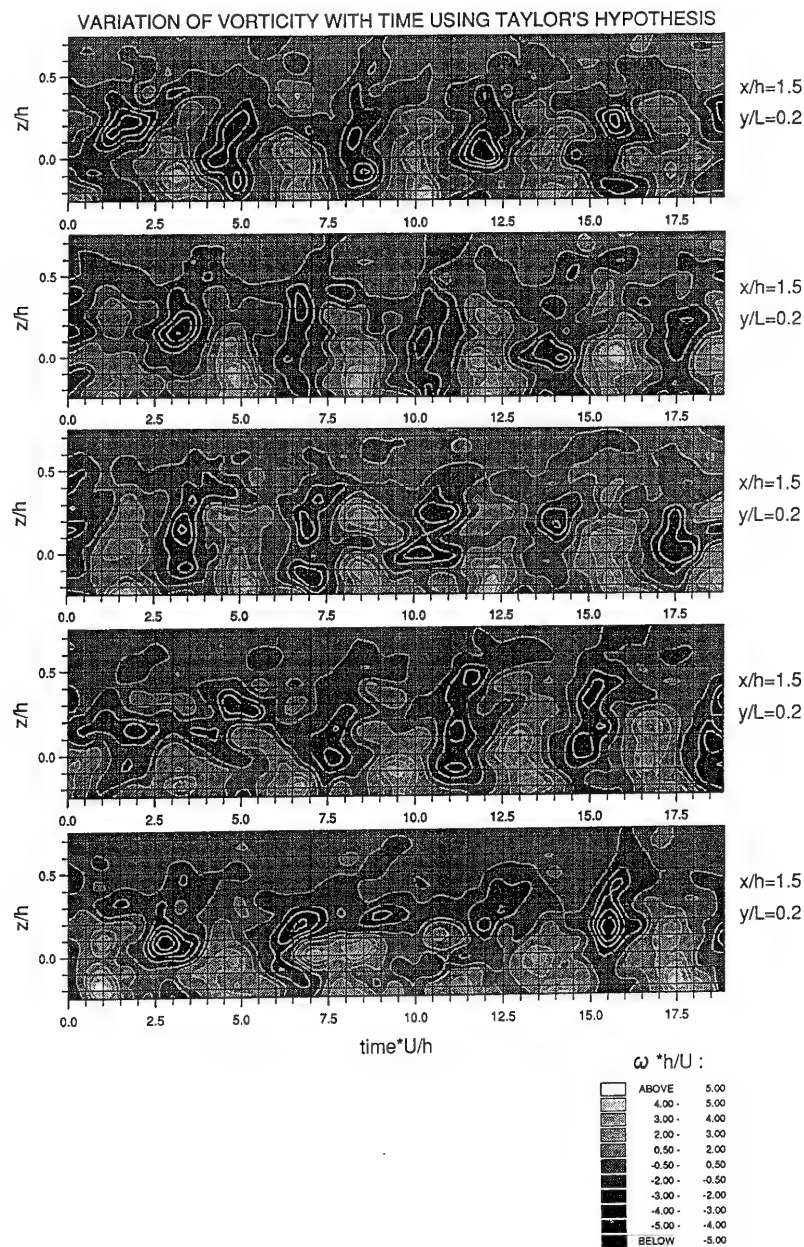 VARIATION OF VORTICITY WITH TIME USING TAYLOR'S HYPOTHESIS
z/h
0.5
0.0
x/h=1.5
y/L=0.2
0.0 2.5 5.0 7.5 10.0 12.5 15.0 17.5
z/h
0.5
0.0
x/h=1.5
y/L=0.2
0.0 2.5 5.0 7.5 10.0 12.5 15.0 17.5
z/h
0.5
0.0
x/h=1.5
y/L=0.2
0.0 2.5 5.0 7.5 10.0 12.5 15.0 17.5
z/h
0.5
0.0
x/h=1.5
y/L=0.2
0.0 2.5 5.0 7.5 10.0 12.5 15.0 17.5
z/h
0.5
0.0
x/h=1.5
y/L=0.2
0.0 2.5 5.0 7.5 10.0 12.5 15.0 17.5
time*U/h
ω *h/U :
ABOVE 5.00
4.00 - 5.00
3.00 - 4.00
2.00 - 3.00
0.50 - 2.00
-0.50 - 0.50
-2.00 - -0.50
-3.00 - -2.00
-4.00 - -3.00
-5.00 - -4.00
BELOW -5.00